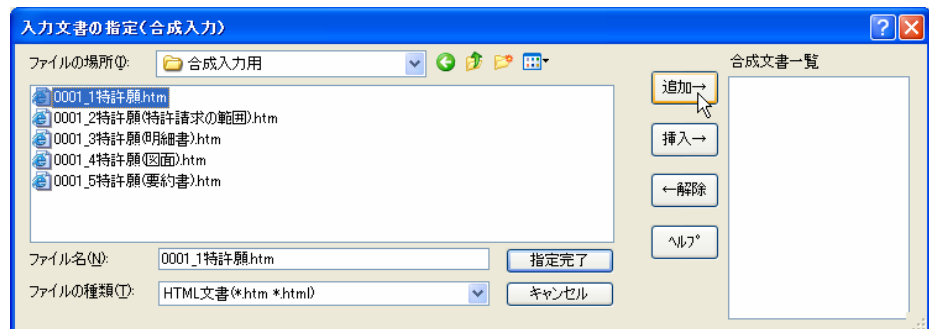 入力文書の指定(合成入力)
ファイルの場所(I):
合成入力用
合成文書一覧
0001_1特許願.htm
0001_2特許願(特許請求の範囲).htm
0001_3特許願(明細書).htm
0001_4特許願(図面).htm
0001_5特許願(要約書).htm
追加→
挿入→
←解除
ヘルプ
ファイル名(N):
0001_1特許願.htm
指定完了
ファイルの種類(T):
HTML文書(*.htm *.html)
キャンセル